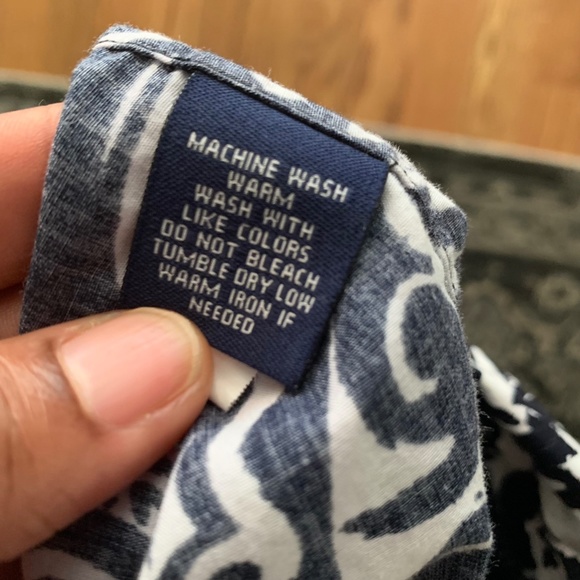 MACHINE WASH
WARM
WASH WITH
LIKE COLORS
DO NOT BLEACH
TUMBLE DRY LOW
WARM IRON IF
NEEDED